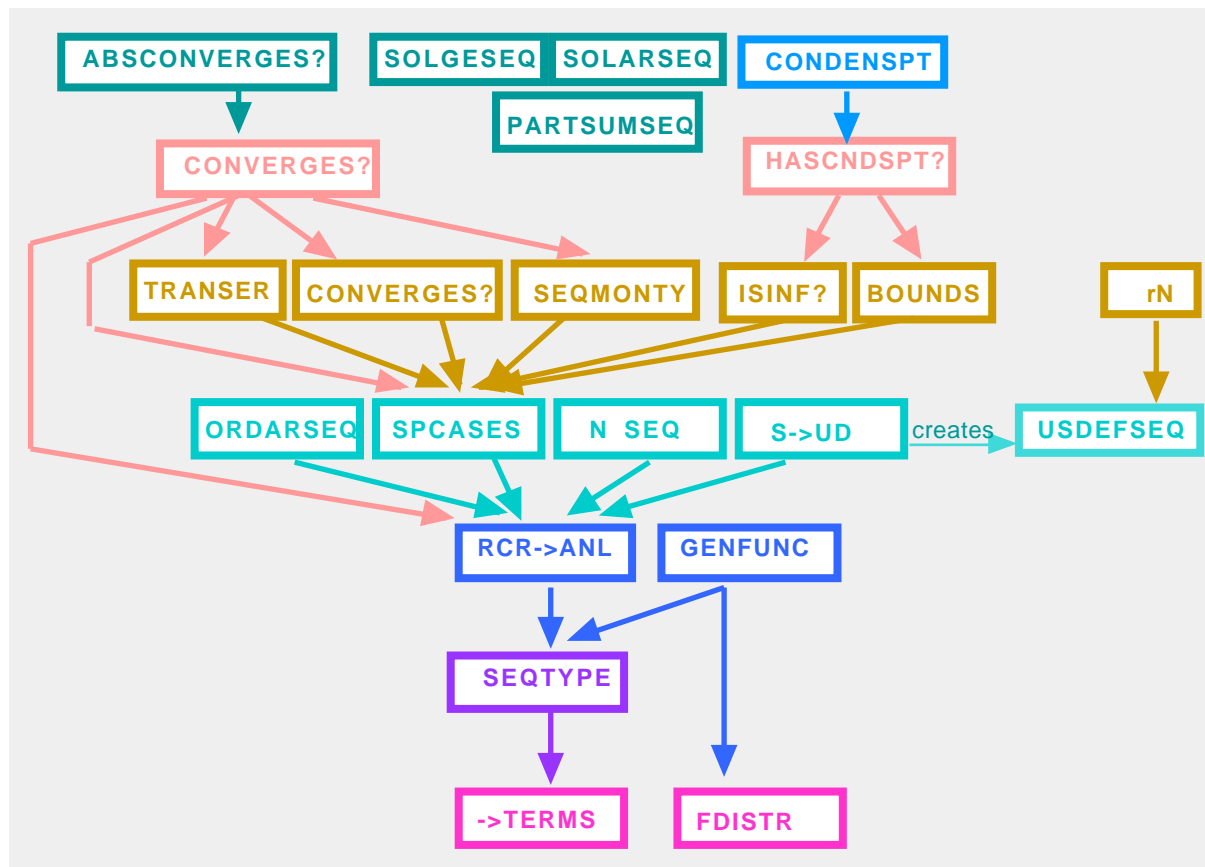 ABSCONVERGES?
SOLGESEQ
SOLARSEQ
CONDENSPT
PARTSUMSEQ
CONVERGES?
HASCNDSPT?
TRANSER
CONVERGES?
SEQMONTY
ISINF?
BOUNDS
rN
ORDARSEQ
SPCASES
N SEQ
S->UD
creates
USDEFSEQ
RCR->ANL
GENFUNC
SEQTYPE
->TERMS
FDISTR